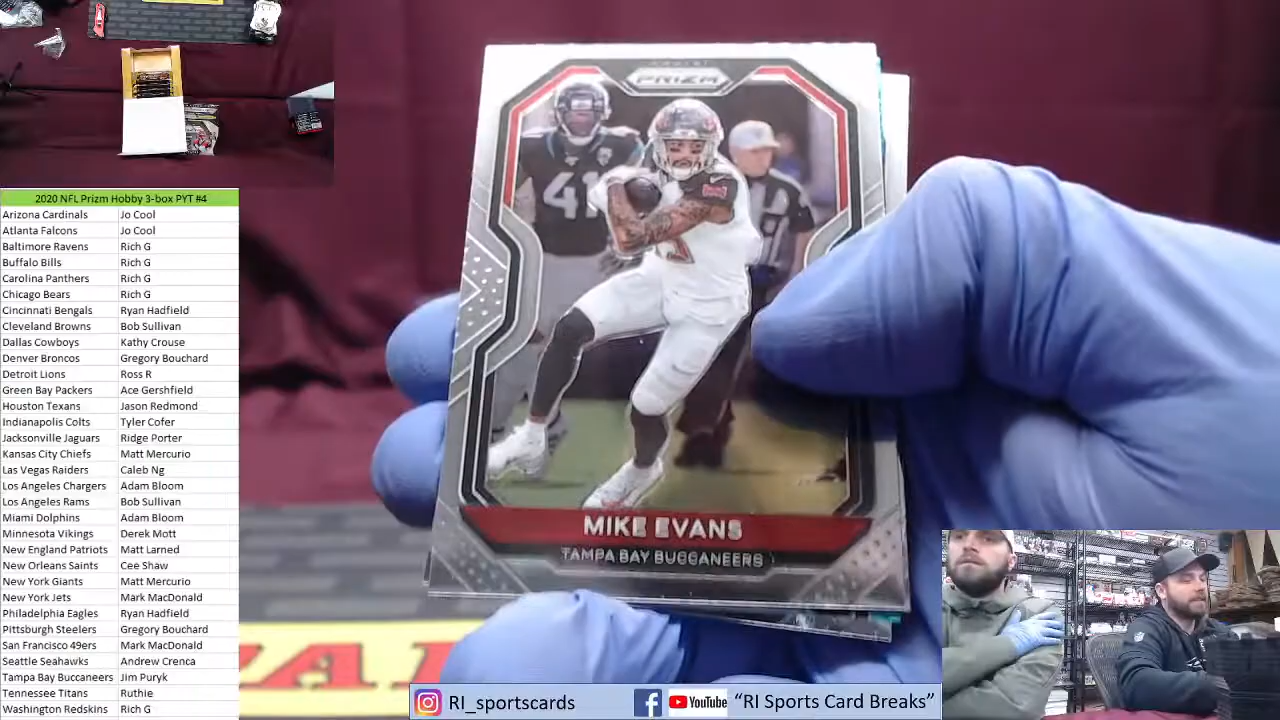 2020 NFL Prizm Hobby 3-box PYT #4
Arizona Cardinals Jo Cool
Atlanta Falcons Jo Cool
Baltimore Ravens Rich G
Buffalo Bills Rich G
Carolina Panthers Rich G
Chicago Bears Rich G
Cincinnati Bengals Ryan Hadfield
Cleveland Browns Bob Sullivan
Dallas Cowboys Kathy Crouse
Denver Broncos Gregory Bouchard
Detroit Lions Ross R
Green Bay Packers Ace Gershfield
Houston Texans Jason Redmond
Indianapolis Colts Tyler Cofer
Jacksonville Jaguars Ridge Porter
Kansas City Chiefs Matt Mercurio
Las Vegas Raiders Caleb Ng
Los Angeles Chargers Adam Bloom
Los Angeles Rams Bob Sullivan
Miami Dolphins Adam Bloom
Minnesota Vikings Derek Mott
New England Patriots Matt Larned
New Orleans Saints Cee Shaw
New York Giants Matt Mercurio
New York Jets Mark MacDonald
Philadelphia Eagles Ryan Hadfield
Pittsburgh Steelers Gregory Bouchard
San Francisco 49ers Mark MacDonald
Seattle Seahawks Andrew Crenca
Tampa Bay Buccaneers Jim Puryk
Tennessee Titans Ruthie
Washington Redskins Rich G
PANINI
PRIZM
41
MIKE EVANS
TAMPA BAY BUCCANEERS
RI_sportscards
YouTube "RI Sports Card Breaks"